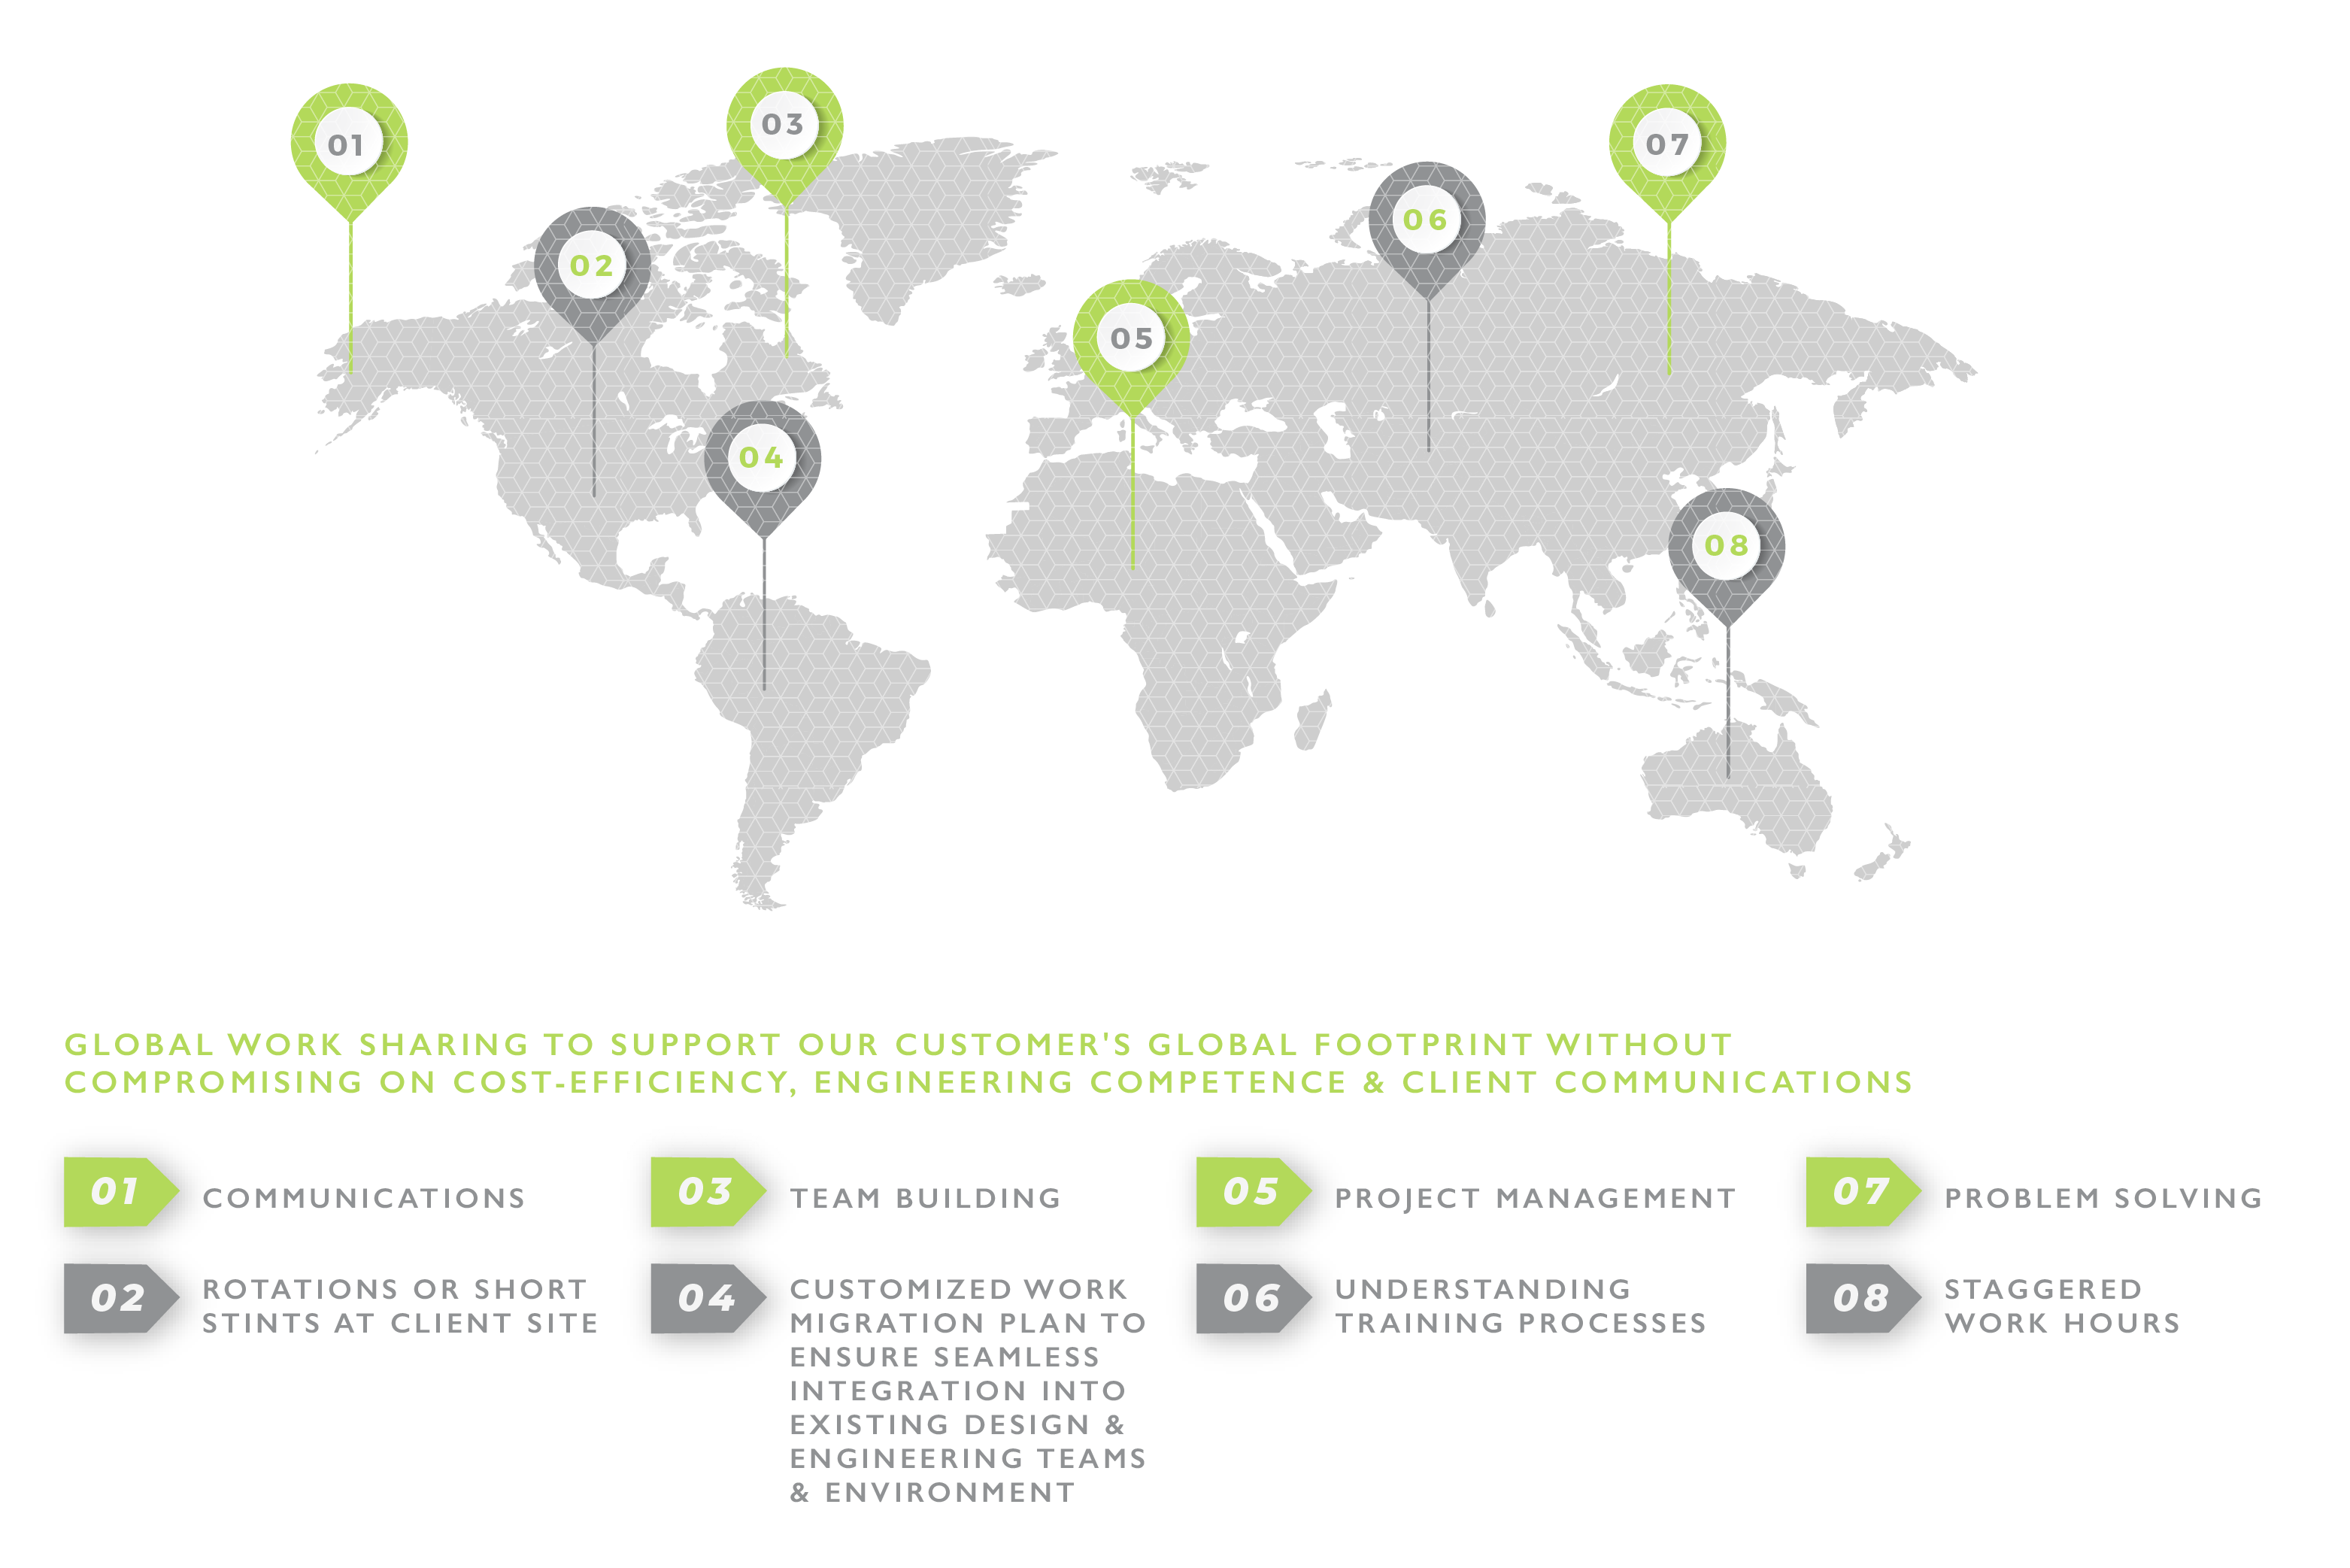 01
03
07
02
06
05
04
08
GLOBAL WORK SHARING TO SUPPORT OUR CUSTOMER'S GLOBAL FOOTPRINT WITHOUT
COMPROMISING ON COST-EFFICIENCY, ENGINEERING COMPETENCE & CLIENT COMMUNICATIONS
01 COMMUNICATIONS
02 ROTATIONS OR SHORT
STINTS AT CLIENT SITE
03 TEAM BUILDING
04 CUSTOMIZED WORK
MIGRATION PLAN TO
ENSURE SEAMLESS
INTEGRATION INTO
EXISTING DESIGN &
ENGINEERING TEAMS
& ENVIRONMENT
05 PROJECT MANAGEMENT
06 UNDERSTANDING
TRAINING PROCESSES
07 PROBLEM SOLVING
08 STAGGERED
WORK HOURS